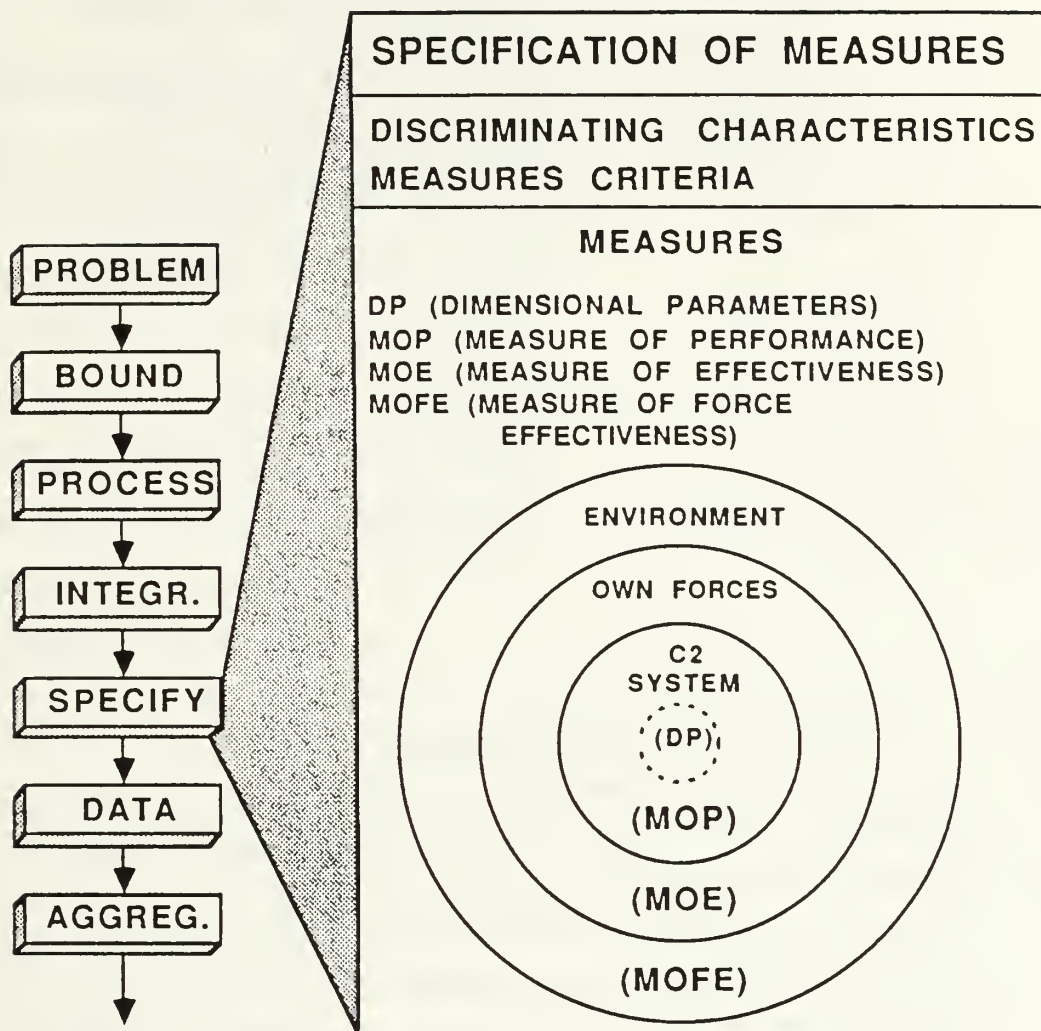 SPECIFICATION OF MEASURES
DISCRIMINATING CHARACTERISTICS
MEASURES CRITERIA
MEASURES
DP (DIMENSIONAL PARAMETERS)
MOP (MEASURE OF PERFORMANCE)
MOE (MEASURE OF EFFECTIVENESS)
MOFE (MEASURE OF FORCE
EFFECTIVENESS)
PROBLEM
BOUND
PROCESS
INTEGR.
SPECIFY
DATA
AGGREG.
ENVIRONMENT
OWN FORCES
C2
SYSTEM
(DP)
(MOP)
(MOE)
(MOFE)